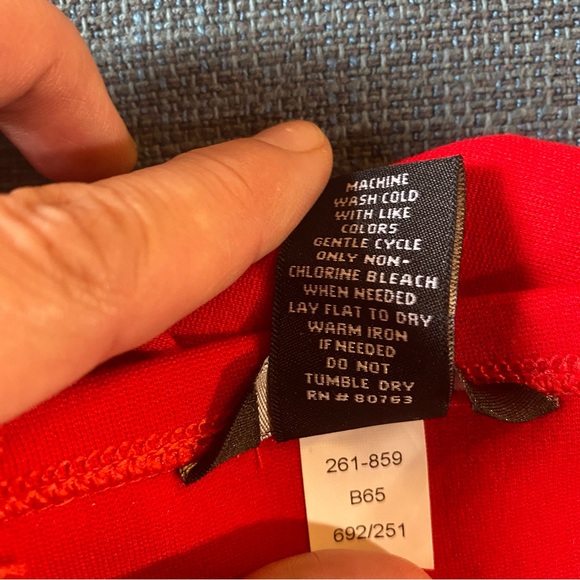 MACHINE
WASH COLD
WITH LIKE
COLORS
GENTLE CYCLE
ONLY NON-
CHLORINE BLEACH
WHEN NEEDED
LAY FLAT TO DRY
WARM IRON
IF NEEDED
DO NOT
TUMBLE DRY
RN # 80763
261-859
B65
692/251